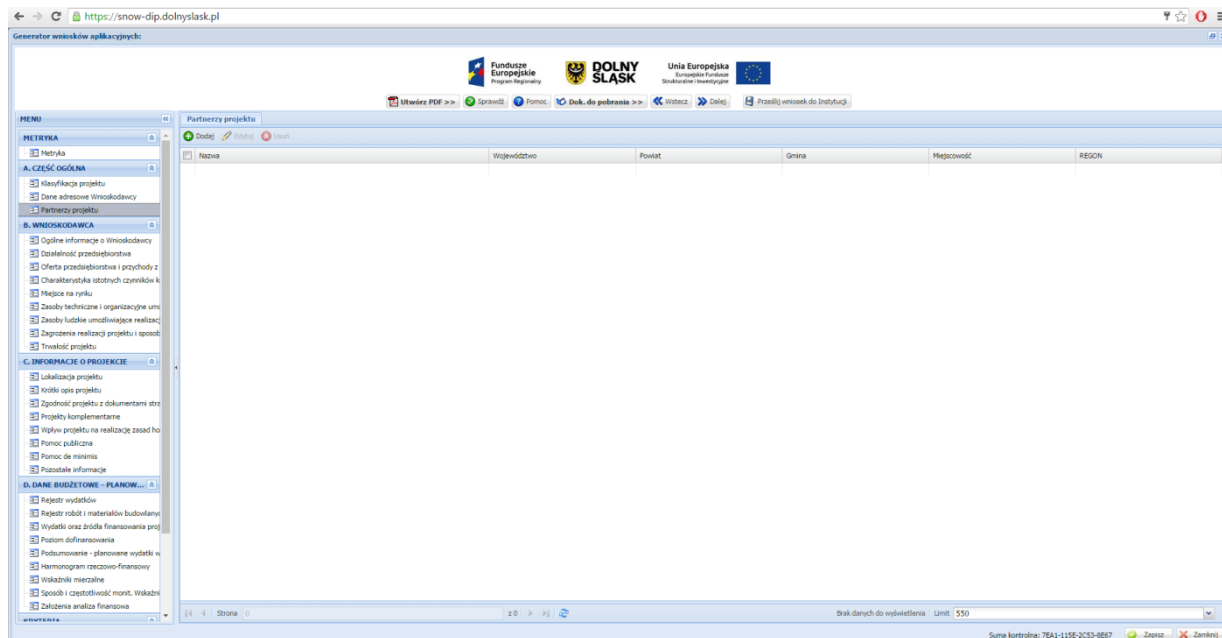 https://snow-dip.dolnyslask.pl
Generator wniosków aplikacyjnych:
Fundusze
Europejskie
Program Regionalny
DOLNY
ŚLĄSK
Unia Europejska
Europejskie Fundusze
Strukturalne i Inwestycyjne
Utwórz PDF >> Sprawdź Pomoc Dok. do pobrania >> Wstecz Dalej Prześlij wniosek do Instytucji
MENU
Partnerzy projektu
METRYKA
Dodaj Edytuj Usuń
Metryka
Nazwa Województwo Powiat Gmina Miejscowość REGON
A. CZĘŚĆ OGÓLNA
Klasyfikacja projektu
Dane adresowe Wnioskodawcy
Partnerzy projektu
B. WNIOSKODAWCA
Ogólne informacje o Wnioskodawcy
Działalność przedsiębiorstwa
Oferta przedsiębiorstwa i przychody z
Charakterystyka istotnych czynników k
Miejsce na rynku
Zasoby techniczne i organizacyjne umo
Zasoby ludzkie umożliwiające realizacj
Zagrożenia realizacji projektu i sposob
Trwałość projektu
C. INFORMACJE O PROJEKCIE
Lokalizacja projektu
Krótki opis projektu
Zgodność projektu z dokumentami stra
Projekty komplementarne
Wpływ projektu na realizację zasad ho
Pomoc publiczna
Pomoc de minimis
Pozostałe informacje
D. DANE BUDŻETOWE - PLANOW...
Rejestr wydatków
Rejestr robót i materiałów budowlanyc
Wydatki oraz źródła finansowania proj
Poziom dofinansowania
Podsumowanie - planowane wydatki w
Harmonogram rzeczowo-finansowy
Wskaźniki mierzalne
Sposób i częstotliwość monit. Wskaźni
Założenia analiza finansowa
KRYTERIA
Strona 0 z 0 Brak danych do wyświetlenia Limit 550
Suma kontrolna: 7EA1-115E-2C53-8E67 Zapisz Zamknij